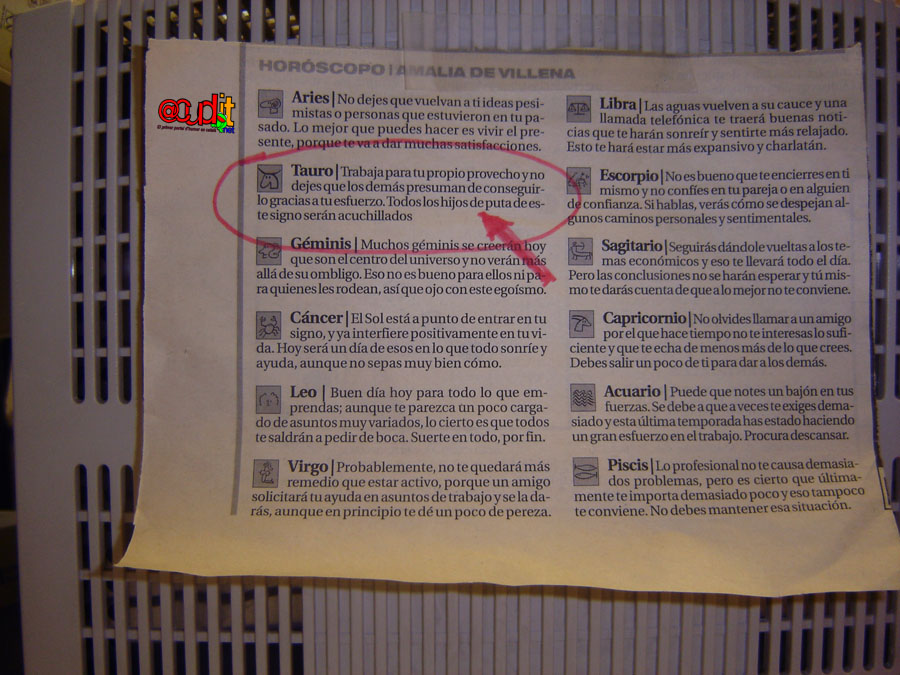 HORÓSCOPO | AMALIA DE VILLENA
@cudit
.net
Aries | No dejes que vuelvan a ti ideas pesi-
mistas o personas que estuvieron en tu pa-
sado. Lo mejor que puedes hacer es vivir el pre-
sente, porque te va a dar muchas satisfacciones.
Tauro | Trabaja para tu propio provecho y no
dejes que los demás presuman de conseguir-
lo gracias a tu esfuerzo. Todos los hijos de puta de es-
te signo serán acuchillados
Géminis | Muchos géminis se creerán hoy
que son el centro del universo y no verán más
allá de su ombligo. Eso no es bueno para ellos ni pa-
ra quienes les rodean, así que ojo con este egoísmo.
Cáncer | El Sol está a punto de entrar en tu
signo, y ya interfiere positivamente en tu vi-
da. Hoy será un día de esos en lo que todo sonríe y
ayuda, aunque no sepas muy bien cómo.
Leo | Buen día hoy para todo lo que em-
prendas; aunque te parezca un poco carga-
do de asuntos muy variados, lo cierto es que todos
te saldrán a pedir de boca. Suerte en todo, por fin.
Virgo | Probablemente, no te quedará más
remedio que estar activo, porque un amigo
solicitará tu ayuda en asuntos de trabajo y se la da-
rás, aunque en principio te dé un poco de pereza.
Libra | Las aguas vuelven a su cauce y una
llamada telefónica te traerá buenas noti-
cias que te harán sonreír y sentirte más relajado.
Esto te hará estar más expansivo y charlatán.
Escorpio | No es bueno que te encierres en ti
mismo y no confíes en tu pareja o en alguien
de confianza. Si hablas, verás cómo se despejan al-
gunos caminos personales y sentimentales.
Sagitario | Seguirás dándole vueltas a los te-
mas económicos y eso te llevará todo el día.
Pero las conclusiones no se harán esperar y tú mis-
mo te darás cuenta de que a lo mejor no te conviene.
Capricornio | No olvides llamar a un amigo
por el que hace tiempo no te interesas lo sufi-
ciente y que te echa de menos más de lo que crees.
Debes salir un poco de ti para dar a los demás.
Acuario | Puede que notes un bajón en tus
fuerzas. Se debe a que a veces te exiges dema-
siado y esta última temporada has estado haciendo
un gran esfuerzo en el trabajo. Procura descansar.
Piscis | Lo profesional no te causa demasia-
dos problemas, pero es cierto que última-
mente te importa demasiado poco y eso tampoco
te conviene. No debes mantener esa situación.